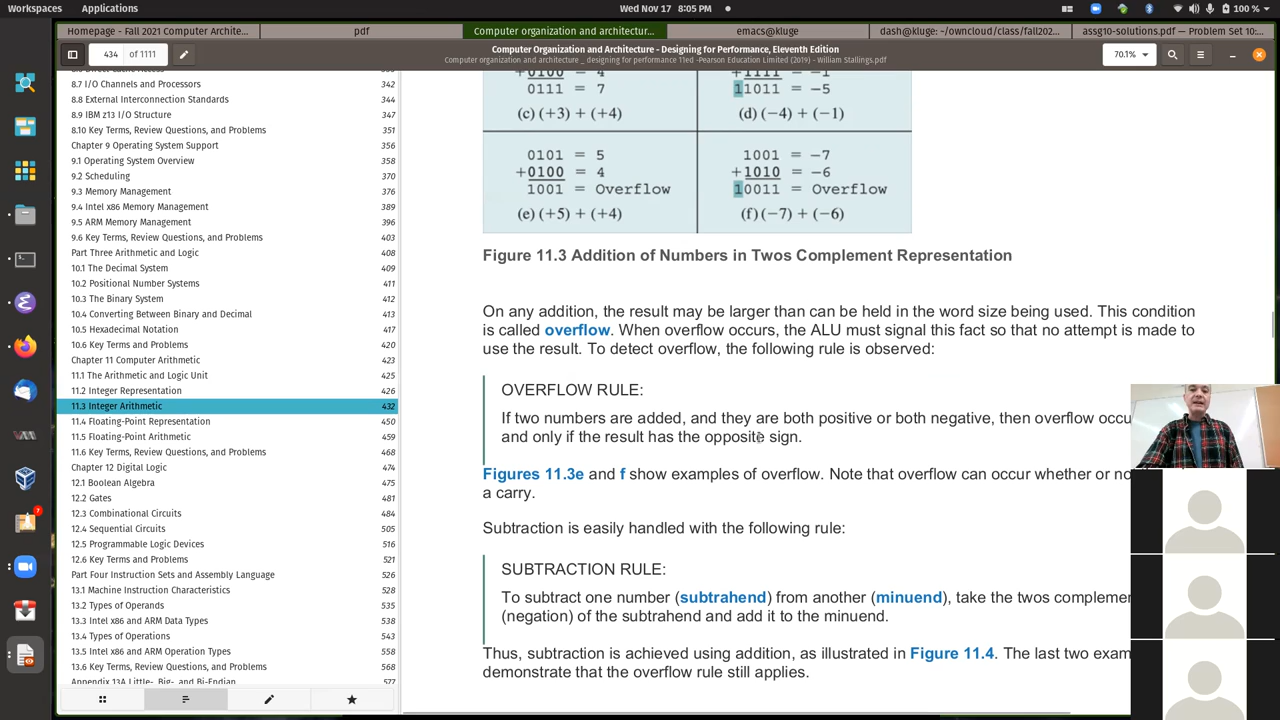 Workspaces Applications Wed Nov 17 8:05 PM 100 %
Homepage - Fall 2021 Computer Archite...
pdf
Computer organization and architectur...
emacs@kluge
dash@kluge: ~/owncloud/class/fall202...
assg10-solutions.pdf — Problem Set 10:...
434 of 1111
Computer Organization and Architecture - Designing for Performance, Eleventh Edition
Computer organization and architecture _ designing for performance 11ed -Pearson Education Limited (2019) - William Stallings.pdf
70.1%
8.7 I/O Channels and Processors 342
8.8 External Interconnection Standards 344
8.9 IBM z13 I/O Structure 347
8.10 Key Terms, Review Questions, and Problems 351
Chapter 9 Operating System Support 356
9.1 Operating System Overview 358
9.2 Scheduling 370
9.3 Memory Management 376
9.4 Intel x86 Memory Management 389
9.5 ARM Memory Management 396
9.6 Key Terms, Review Questions, and Problems 403
Part Three Arithmetic and Logic 408
10.1 The Decimal System 409
10.2 Positional Number Systems 411
10.3 The Binary System 412
10.4 Converting Between Binary and Decimal 413
10.5 Hexadecimal Notation 417
10.6 Key Terms and Problems 420
Chapter 11 Computer Arithmetic 423
11.1 The Arithmetic and Logic Unit 425
11.2 Integer Representation 426
11.3 Integer Arithmetic 432
11.4 Floating-Point Representation 450
11.5 Floating-Point Arithmetic 459
11.6 Key Terms, Review Questions, and Problems 468
Chapter 12 Digital Logic 474
12.1 Boolean Algebra 475
12.2 Gates 481
12.3 Combinational Circuits 484
12.4 Sequential Circuits 505
12.5 Programmable Logic Devices 516
12.6 Key Terms and Problems 521
Part Four Instruction Sets and Assembly Language 526
13.1 Machine Instruction Characteristics 528
13.2 Types of Operands 535
13.3 Intel x86 and ARM Data Types 538
13.4 Types of Operations 543
13.5 Intel x86 and ARM Operation Types 558
13.6 Key Terms, Review Questions, and Problems 568
Appendix 13A Little-, Big-, and Bi-Endian 577
+0100 = 4
0111 = 7
(c) (+3) + (+4)
+1111 = -1
11011 = -5
(d) (-4) + (-1)
0101 = 5
+0100 = 4
1001 = Overflow
(e) (+5) + (+4)
1001 = -7
+1010 = -6
10011 = Overflow
(f) (-7) + (-6)
Figure 11.3 Addition of Numbers in Twos Complement Representation
On any addition, the result may be larger than can be held in the word size being used. This condition
is called overflow. When overflow occurs, the ALU must signal this fact so that no attempt is made to
use the result. To detect overflow, the following rule is observed:
OVERFLOW RULE:
If two numbers are added, and they are both positive or both negative, then overflow occu
and only if the result has the opposite sign.
Figures 11.3e and f show examples of overflow. Note that overflow can occur whether or no
a carry.
Subtraction is easily handled with the following rule:
SUBTRACTION RULE:
To subtract one number (subtrahend) from another (minuend), take the twos complemen
(negation) of the subtrahend and add it to the minuend.
Thus, subtraction is achieved using addition, as illustrated in Figure 11.4. The last two exam
demonstrate that the overflow rule still applies.